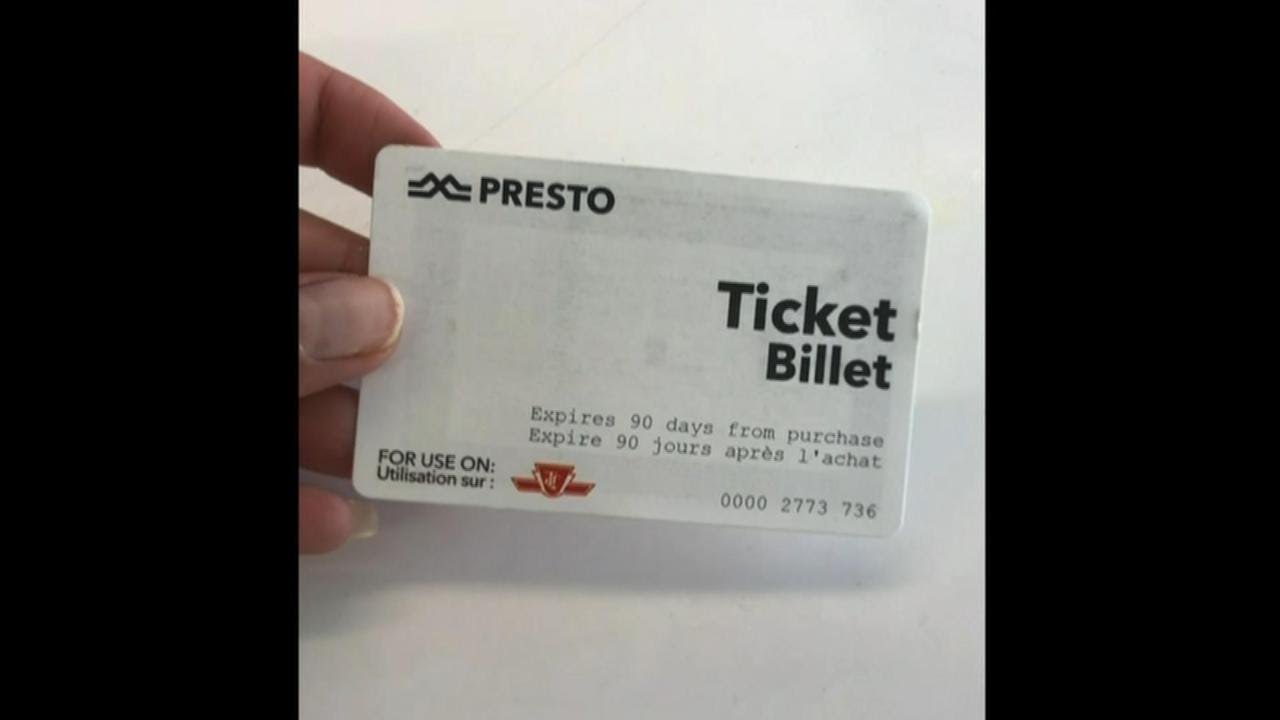 PRESTO
Ticket
Billet
Expires 90 days from purchase
Expire 90 jours après l'achat
FOR USE ON:
Utilisation sur :
0000 2773 736